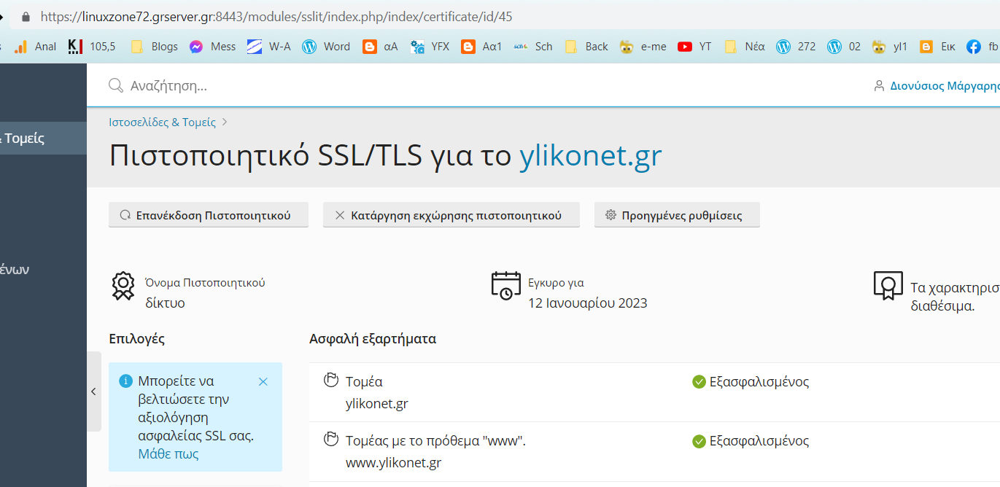 https://linuxzone72.grserver.gr:8443/modules/sslit/index.php/index/certificate/id/45
Anal 105,5 Blogs Mess W-A Word αΑ YFX Αα1 Sch Back e-me YT Νέα 272 02 yl1 Εικ fb
Αναζήτηση...
Διονύσιος Μάργαρης
Τομείς
Ιστοσελίδες & Τομείς
Πιστοποιητικό SSL/TLS για το ylikonet.gr
Επανέκδοση Πιστοποιητικού
Κατάργηση εκχώρησης πιστοποιητικού
Προηγμένες ρυθμίσεις
ένων
Όνομα Πιστοποιητικού
δίκτυο
Εγκυρο για
12 Ιανουαρίου 2023
Τα χαρακτηρισ
διαθέσιμα.
Επιλογές
Μπορείτε να
βελτιώσετε την
αξιολόγηση
ασφαλείας SSL σας.
Μάθε πως
Ασφαλή εξαρτήματα
Τομέα
ylikonet.gr
Εξασφαλισμένος
Τομέας με το πρόθεμα "www".
www.ylikonet.gr
Εξασφαλισμένος